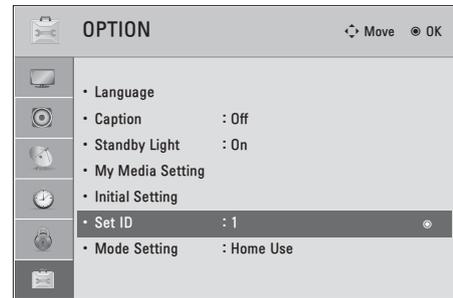 OPTION
Move OK
• Language
• Caption : Off
• Standby Light : On
• My Media Setting
• Initial Setting
• Set ID : 1
• Mode Setting : Home Use